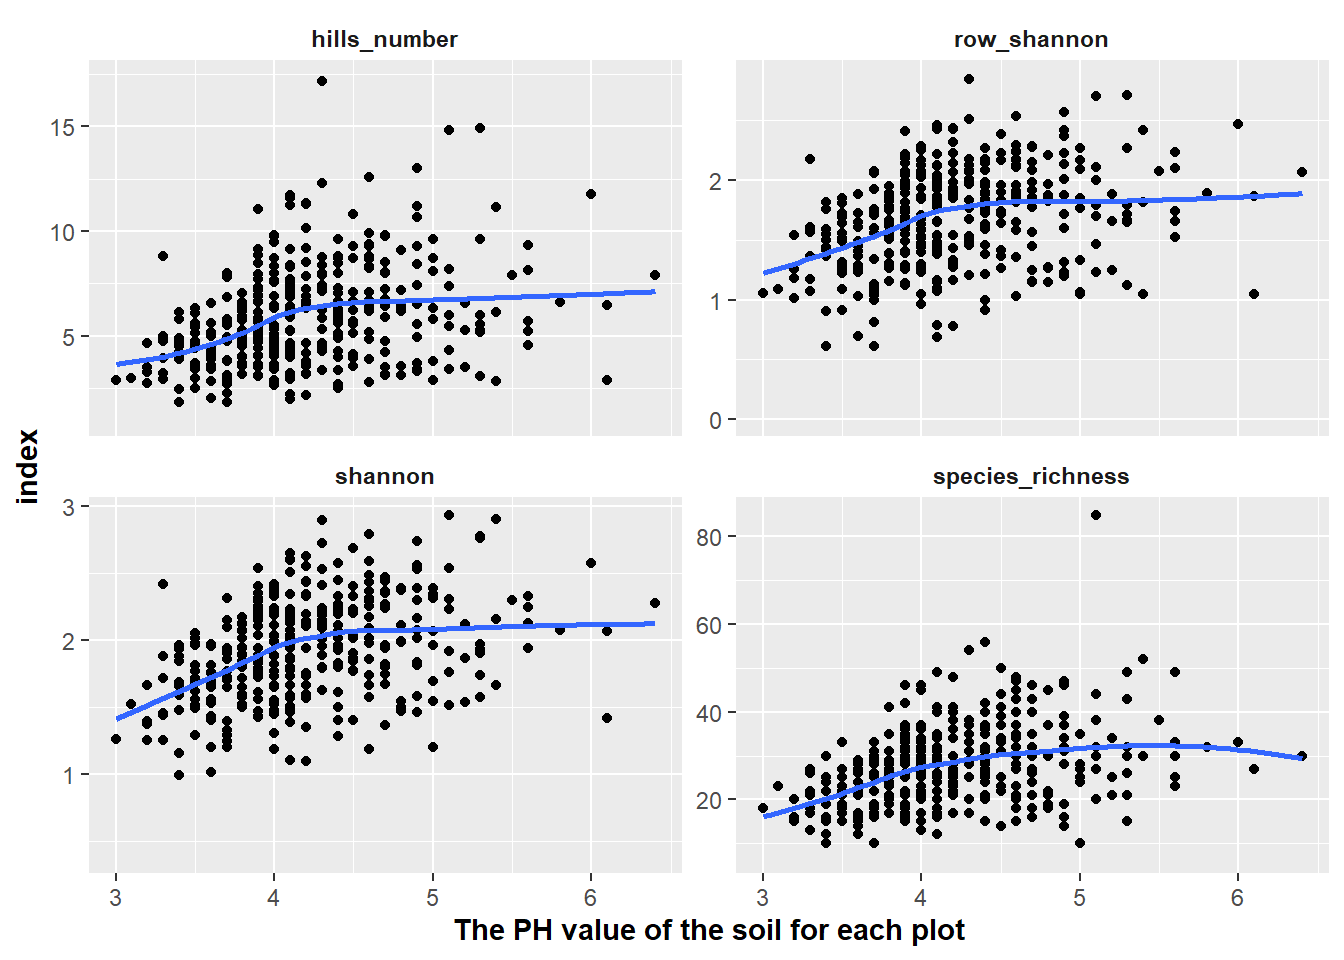 hills_number
row_shannon
15
10
5
2
1
0
index
shannon
species_richness
3
2
1
80
60
40
20
3 4 5 6
3 4 5 6
The PH value of the soil for each plot